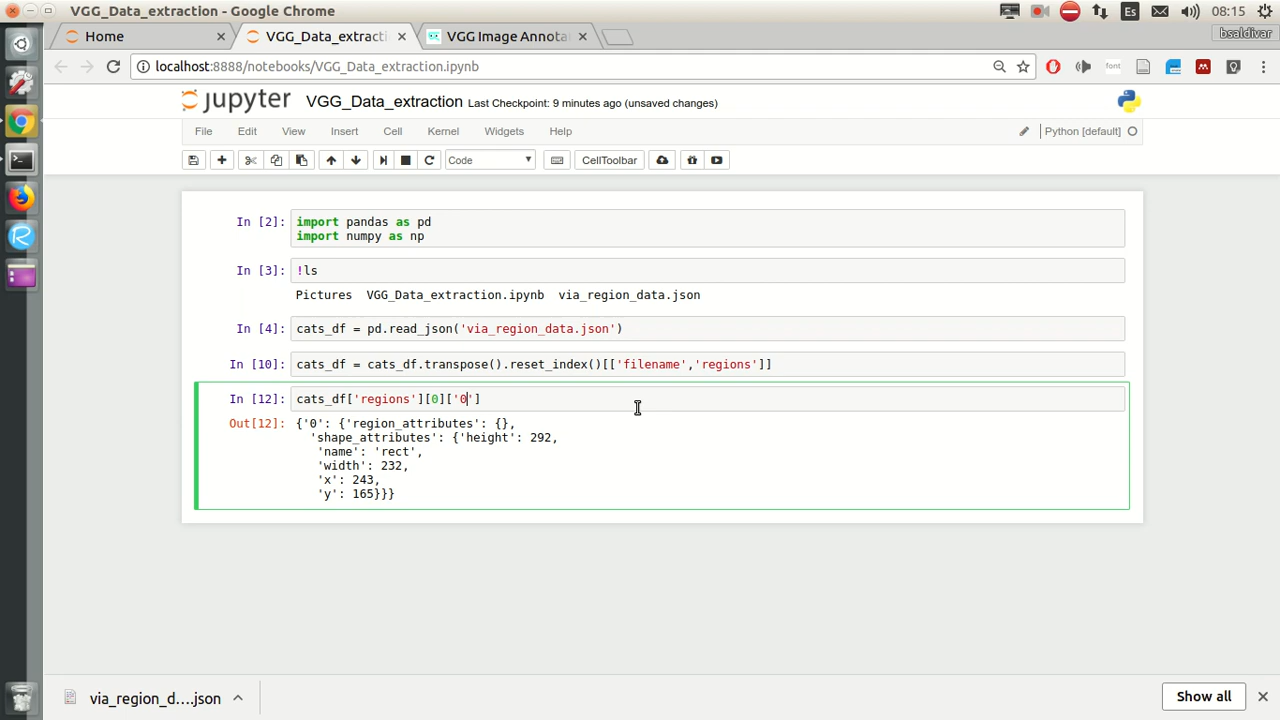 VGG_Data_extraction - Google Chrome
Es
08:15
Home
VGG_Data_extracti
VGG Image Annota
bsaldivar
localhost:8888/notebooks/VGG_Data_extraction.ipynb
font
jupyter VGG_Data_extraction Last Checkpoint: 9 minutes ago (unsaved changes)
File Edit View Insert Cell Kernel Widgets Help
Python [default]
Code
CellToolbar
In [2]: import pandas as pd
import numpy as np
In [3]: !ls
Pictures  VGG_Data_extraction.ipynb  via_region_data.json
In [4]: cats_df = pd.read_json('via_region_data.json')
In [10]: cats_df = cats_df.transpose().reset_index()[['filename','regions']]
In [12]: cats_df['regions'][0]['0']
Out[12]: {'0': {'region_attributes': {},
'shape_attributes': {'height': 292,
'name': 'rect',
'width': 232,
'x': 243,
'y': 165}}}
via_region_d....json
Show all